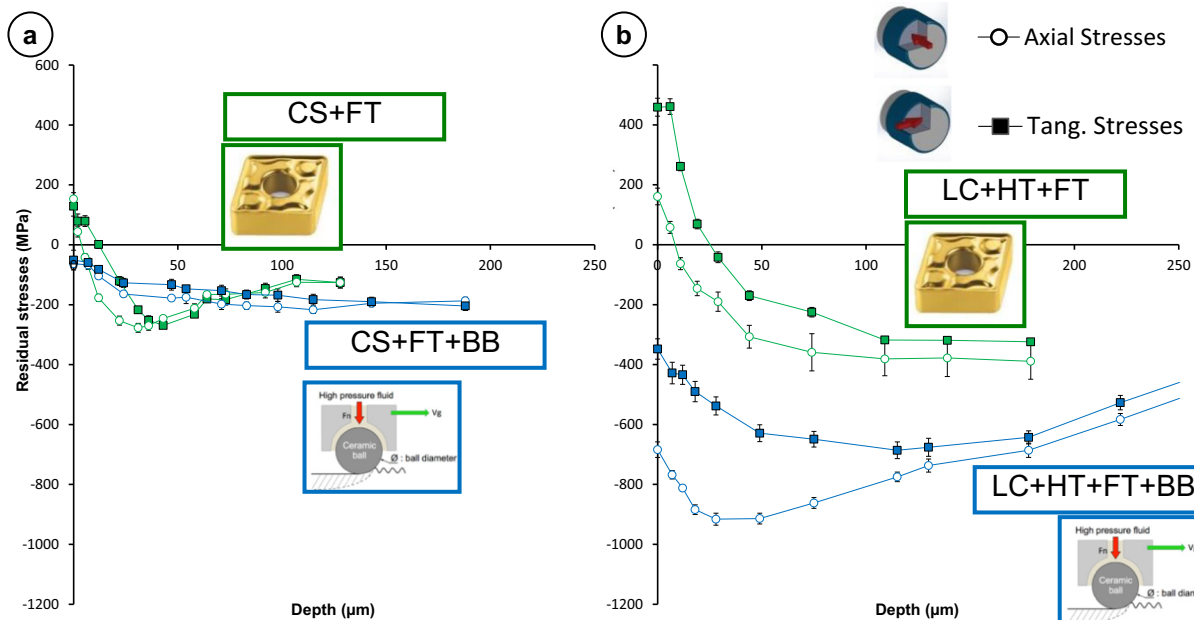 a
600
400
200
0
-200
-400
-600
-800
-1000
-1200
Residual stresses (MPa)
0
50
100
150
200
250
Depth (µm)
CS+FT
CS+FT+BB
High pressure fluid
Fn
Vg
Ceramic
ball
Ø : ball diameter
b
Axial Stresses
Tang. Stresses
600
400
200
0
-200
-400
-600
-800
-1000
-1200
0
50
100
150
200
250
Depth (µm)
LC+HT+FT
LC+HT+FT+BB
High pressure fluid
Fn
Ceramic
ball
Ø : ball diam